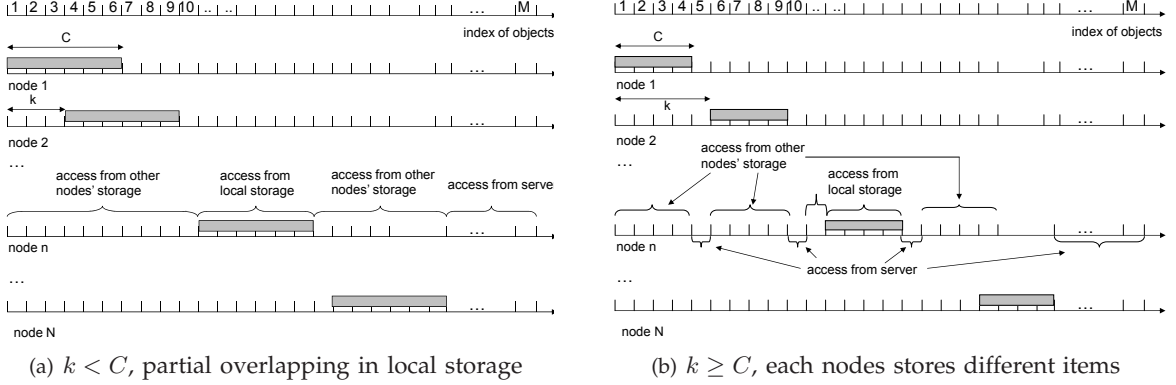 1 2 3 4 5 6 7 8 9 10 .. .. ... M
index of objects
C
...
node 1
k
...
node 2
...
access from other nodes' storage
access from local storage
access from other nodes' storage
access from serve
...
node n
...
...
node N
(a) k < C, partial overlapping in local storage
1 2 3 4 5 6 7 8 9 10 .. .. ... M
index of objects
C
...
node 1
k
...
node 2
...
access from other nodes' storage
access from local storage
...
node n
access from server
...
...
node N
(b) k ≥ C, each nodes stores different items